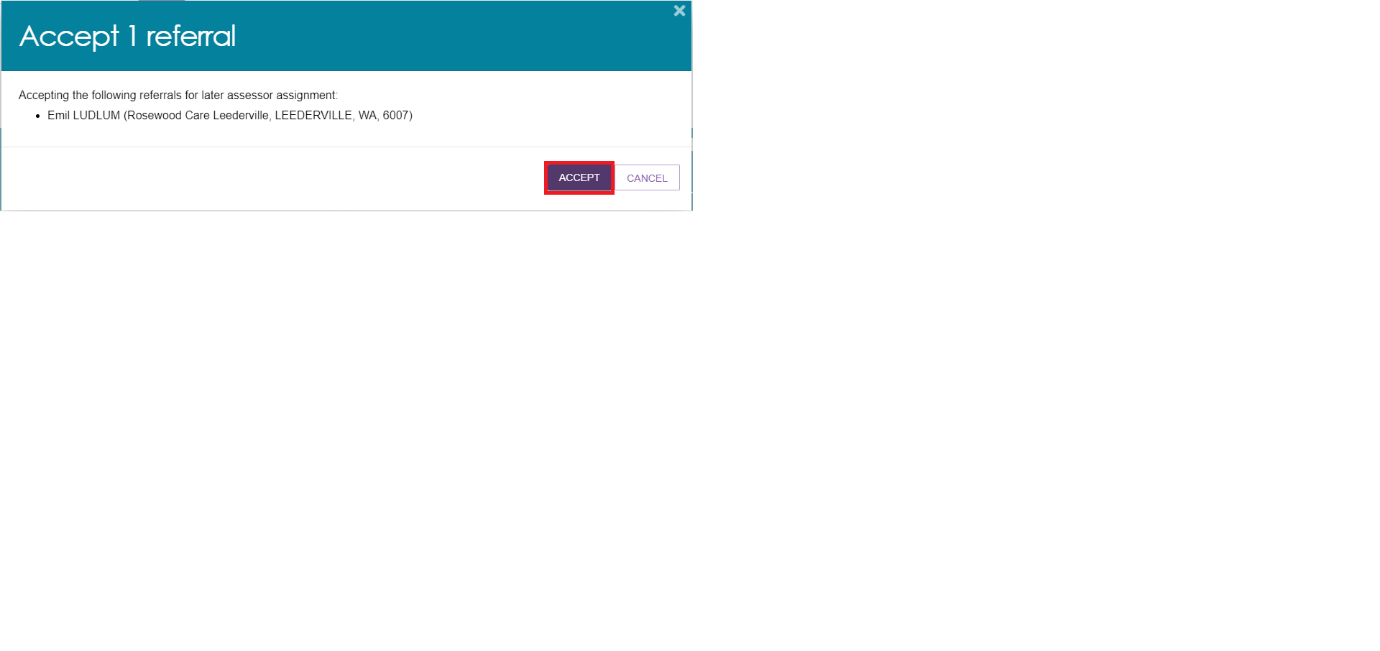 Accept 1 referral
Accepting the following referrals for later assessor assignment:
• Emil LUDLUM (Rosewood Care Leederville, LEEDERVILLE, WA, 6007)
ACCEPT CANCEL